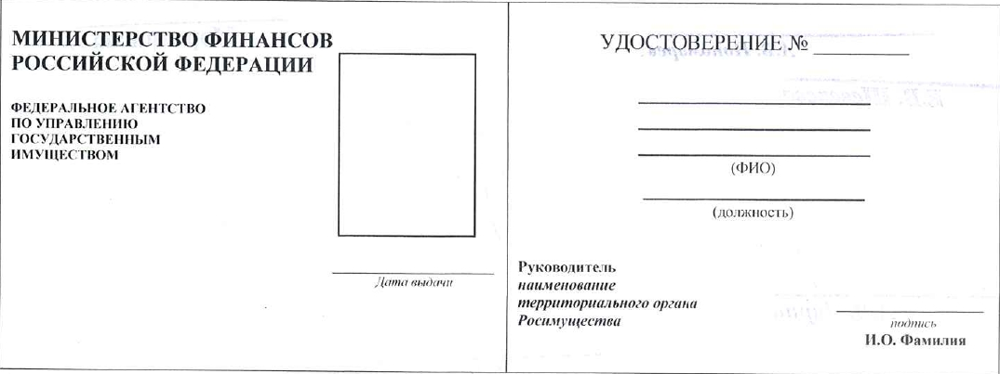 МИНИСТЕРСТВО ФИНАНСОВ
РОССИЙСКОЙ ФЕДЕРАЦИИ
ФЕДЕРАЛЬНОЕ АГЕНТСТВО
ПО УПРАВЛЕНИЮ
ГОСУДАРСТВЕННЫМ
ИМУЩЕСТВОМ
Дата выдачи
УДОСТОВЕРЕНИЕ №
(ФИО)
(должность)
Руководитель
наименование
территориального органа
Росимущества
подпись
И.О. Фамилия